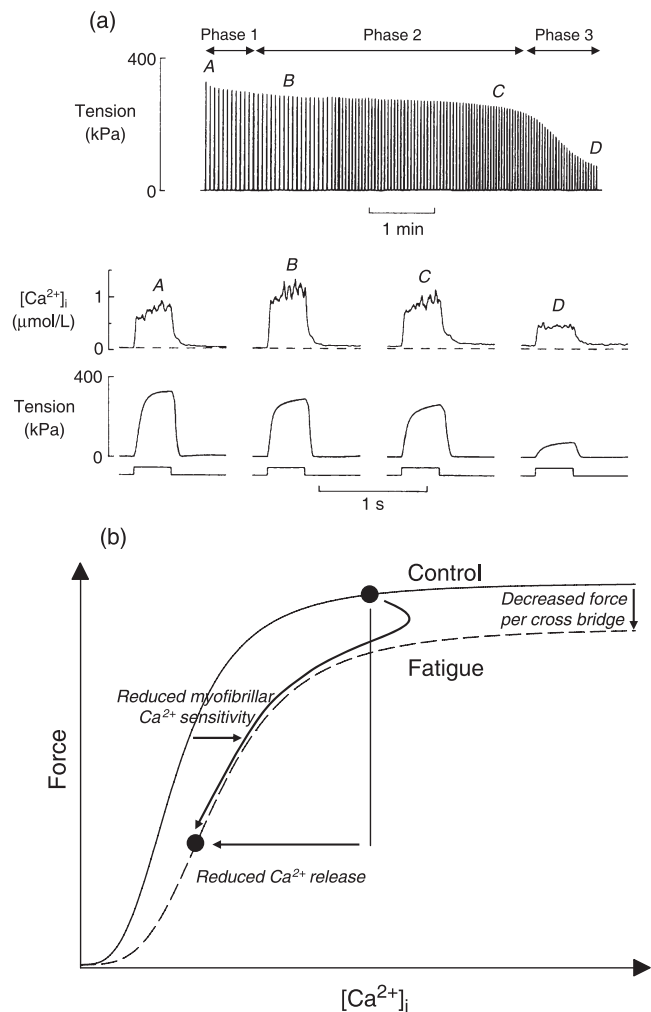 (a)
Phase 1 Phase 2 Phase 3
400
A
B
C
Tension
(kPa)
D
0
1 min
A
B
C
D
[Ca²⁺]ᵢ
(μmol/L)
1
0
400
Tension
(kPa)
0
1 s
(b)
Control
Decreased force
per cross bridge
Fatigue
Reduced myofibrillar
Ca²⁺ sensitivity
Force
Reduced Ca²⁺ release
[Ca²⁺]ᵢ